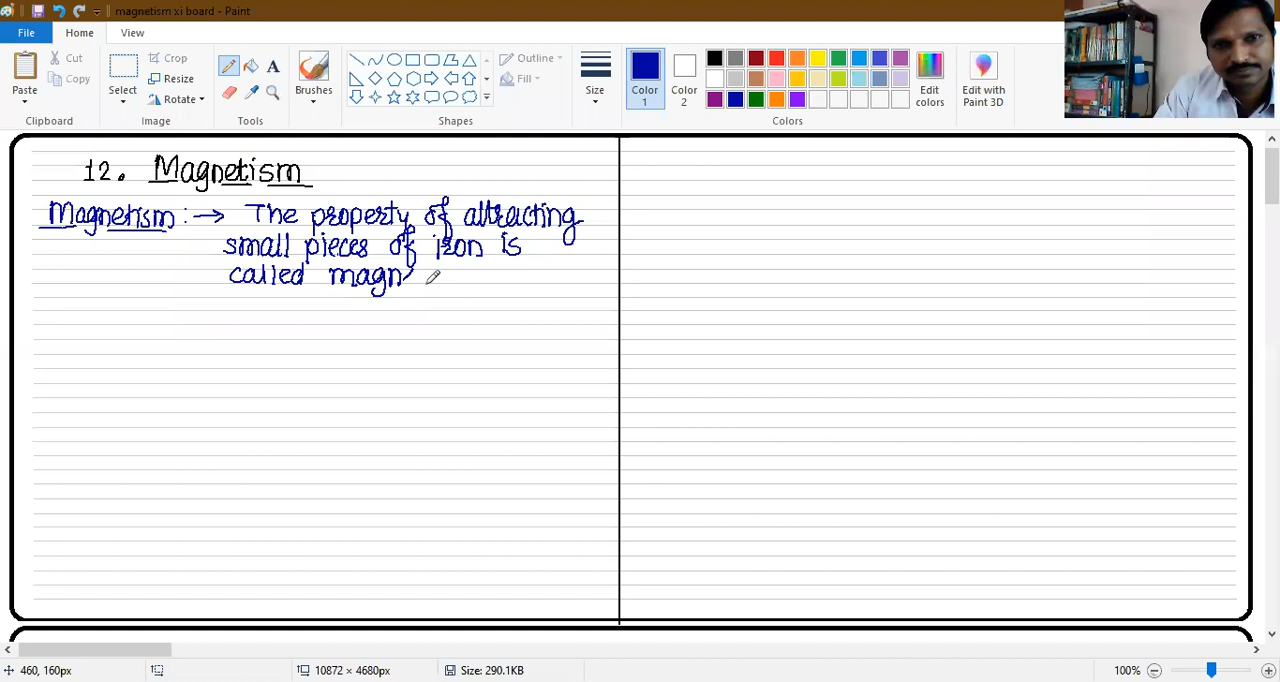 magnetism xi board - Paint
File
Home
View
Paste
Cut
Copy
Clipboard
Select
Crop
Resize
Rotate
Image
A
Tools
Brushes
Outline
Fill
Shapes
Size
Color 1
Color 2
Edit colors
Edit with Paint 3D
Colors
12. Magnetism
Magnetism :→ The property of attracting
small pieces of iron is
called magn
460, 160px
10872 × 4680px
Size: 290.1KB
100%